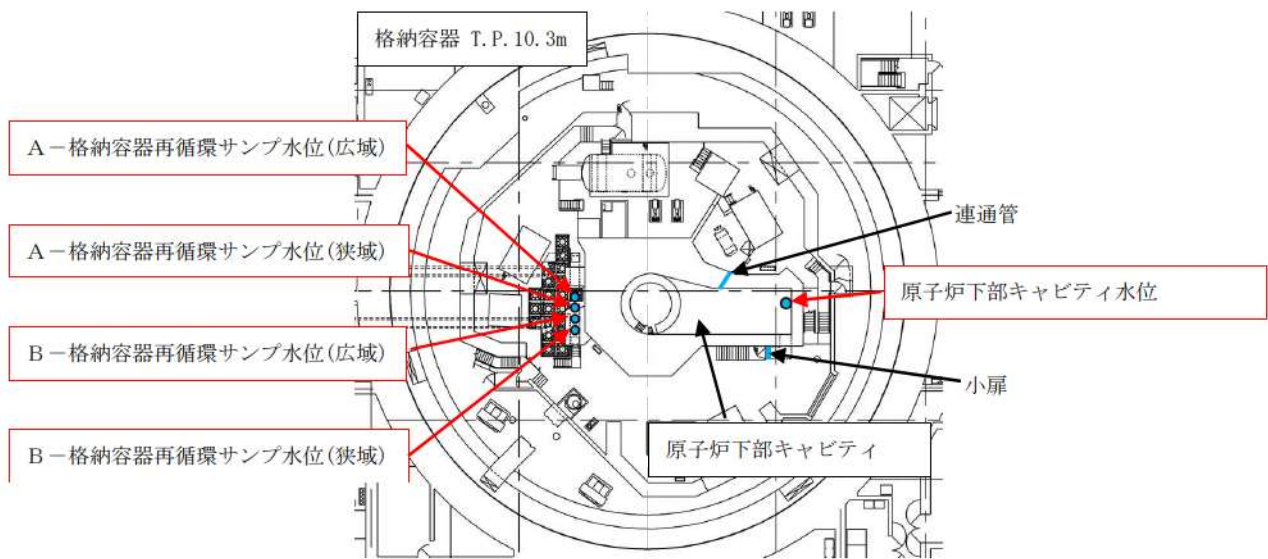 格納容器 T.P.10.3m
A－格納容器再循環サンプ水位(広域)
A－格納容器再循環サンプ水位(狭域)
B－格納容器再循環サンプ水位(広域)
B－格納容器再循環サンプ水位(狭域)
連通管
原子炉下部キャビティ水位
小扉
原子炉下部キャビティ